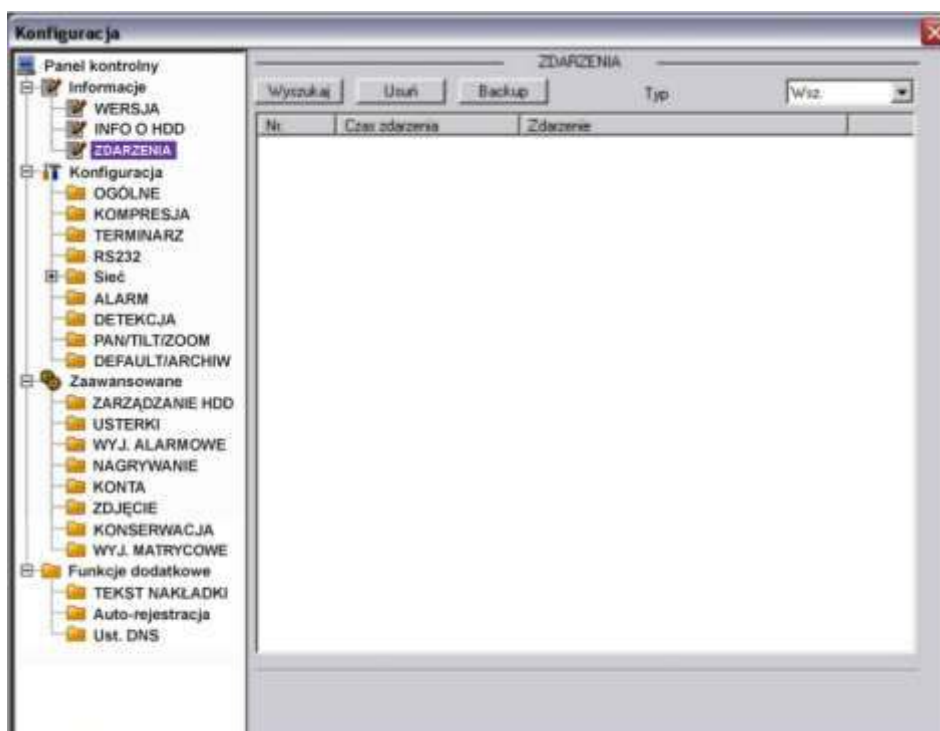 Konfiguracja
Panel kontrolny
Informacje
WERSJA
INFO O HDD
ZDARZENIA
Konfiguracja
OGÓLNE
KOMPRESJA
TERMINARZ
RS232
Sieć
ALARM
DETEKCJA
PAN/TILT/ZOOM
DEFAULT/ARCHIW
Zaawansowane
ZARZĄDZANIE HDD
USTERKI
WYJ. ALARMOWE
NAGRYWANIE
KONTA
ZDJĘCIE
KONSERWACJA
WYJ. MATRYCOWE
Funkcje dodatkowe
TEKST NAKŁADKI
Auto-rejestracja
Ust. DNS
ZDARZENIA
Wyszukaj Usuń Backup Typ Wsz.
Nr. Czas zdarzenia Zdarzenie